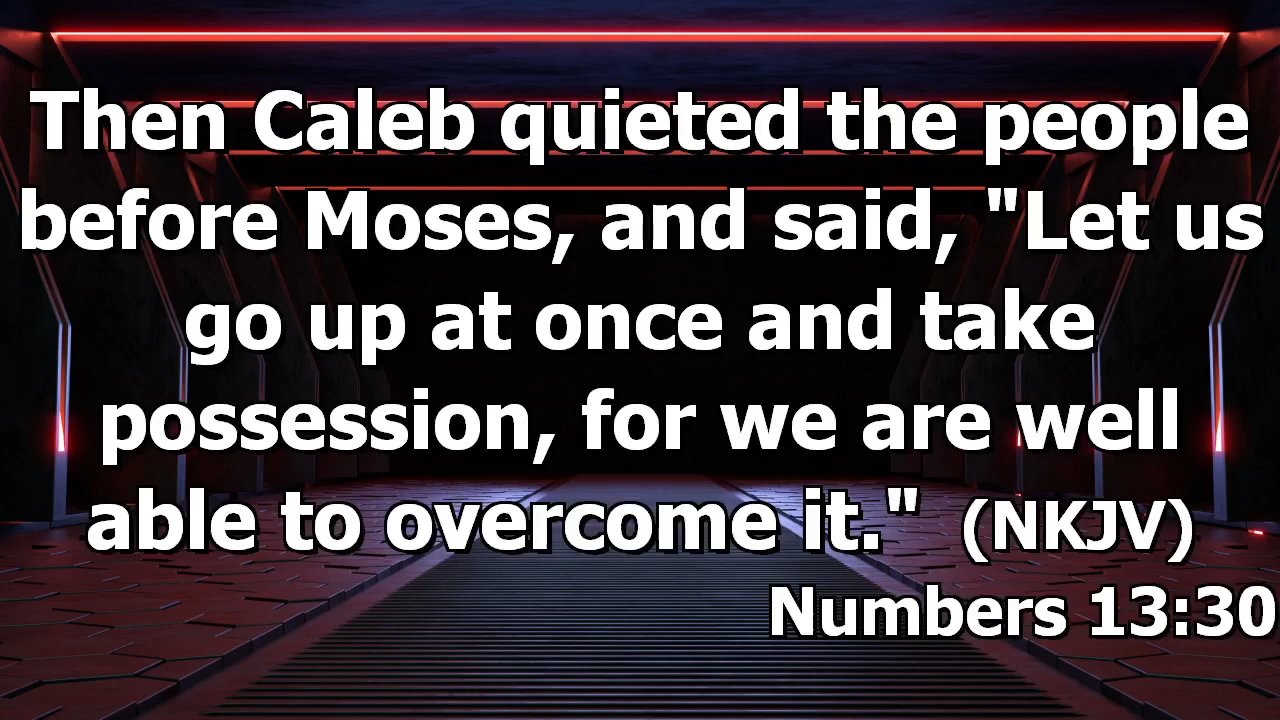 Then Caleb quieted the people
before Moses, and said, "Let us
go up at once and take
possession, for we are well
able to overcome it." (NKJV)
Numbers 13:30